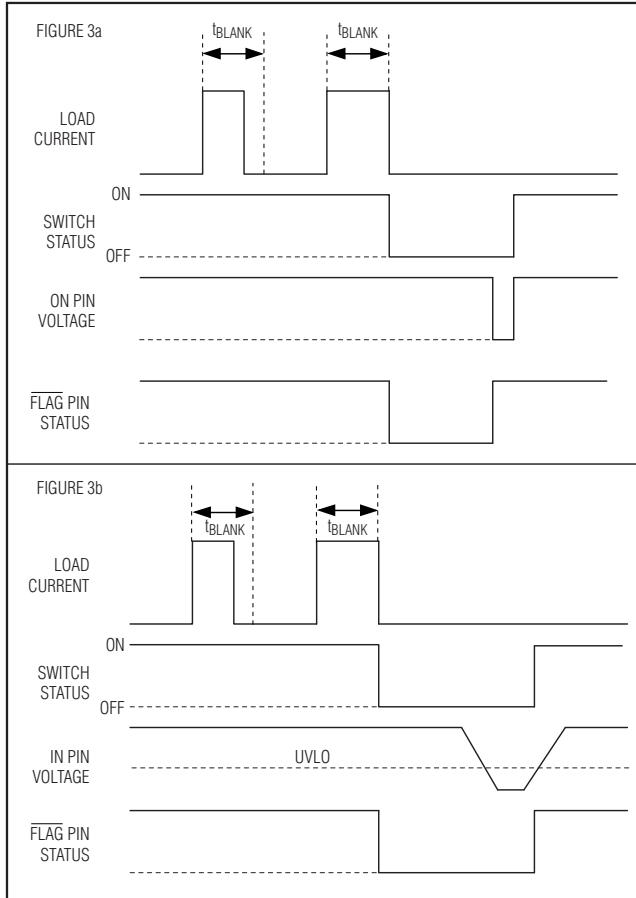 FIGURE 3a
tBLANK
tBLANK
LOAD
CURRENT
ON
SWITCH
STATUS
OFF
ON PIN
VOLTAGE
FLAG PIN
STATUS
FIGURE 3b
tBLANK
tBLANK
LOAD
CURRENT
ON
SWITCH
STATUS
OFF
IN PIN
VOLTAGE
UVLO
FLAG PIN
STATUS